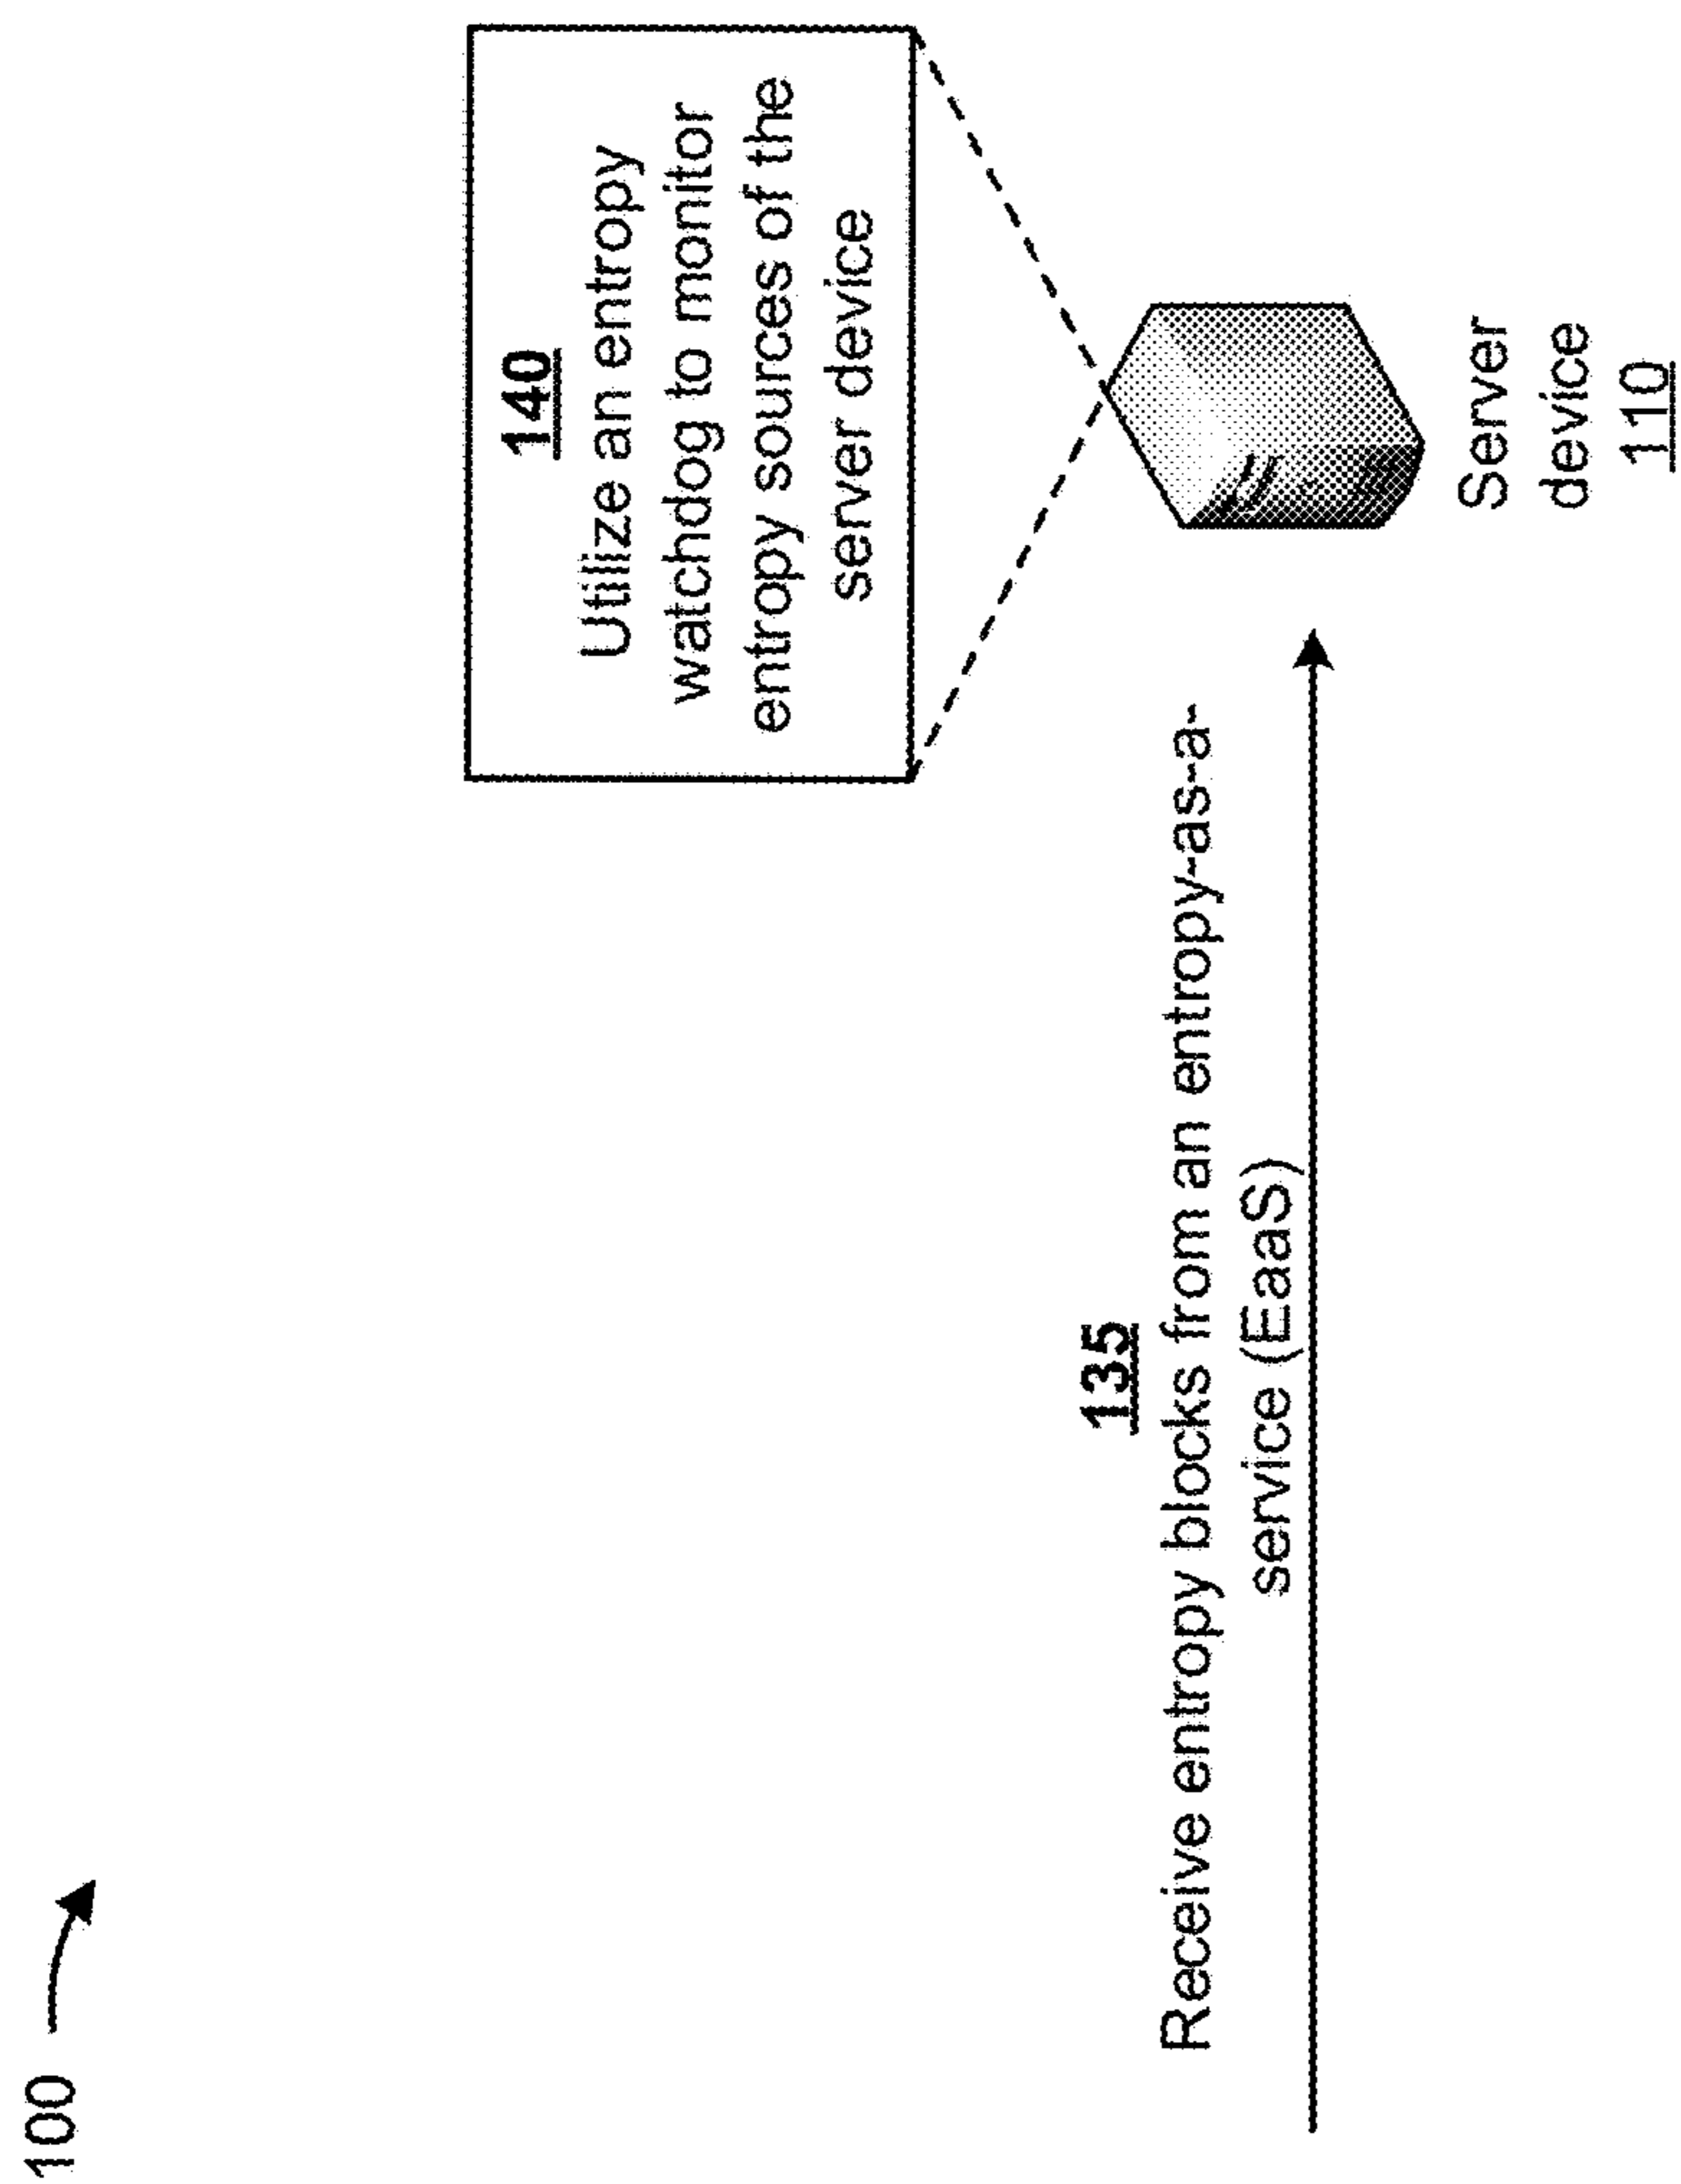 100
140
Utilize an entropy
watchdog to monitor
entropy sources of the
server device
135
Receive entropy blocks from an entropy-as-a-
service (EaaS)
Server
device
110